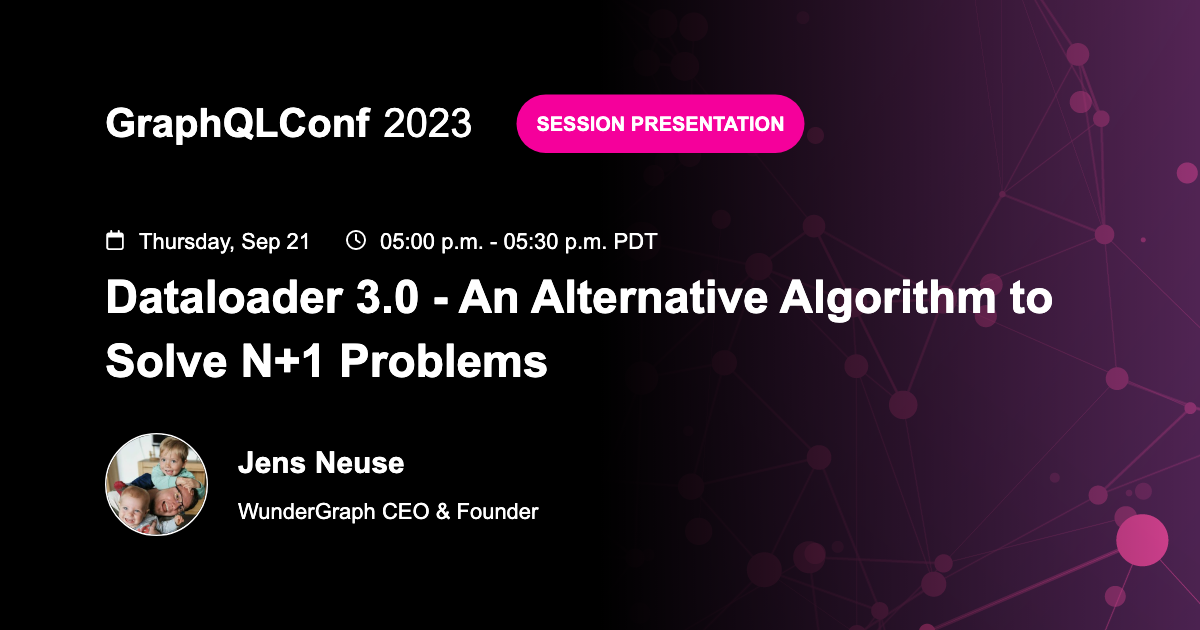 GraphQLConf 2023
SESSION PRESENTATION
Thursday, Sep 21
05:00 p.m. - 05:30 p.m. PDT
Dataloader 3.0 - An Alternative Algorithm to
Solve N+1 Problems
Jens Neuse
WunderGraph CEO & Founder